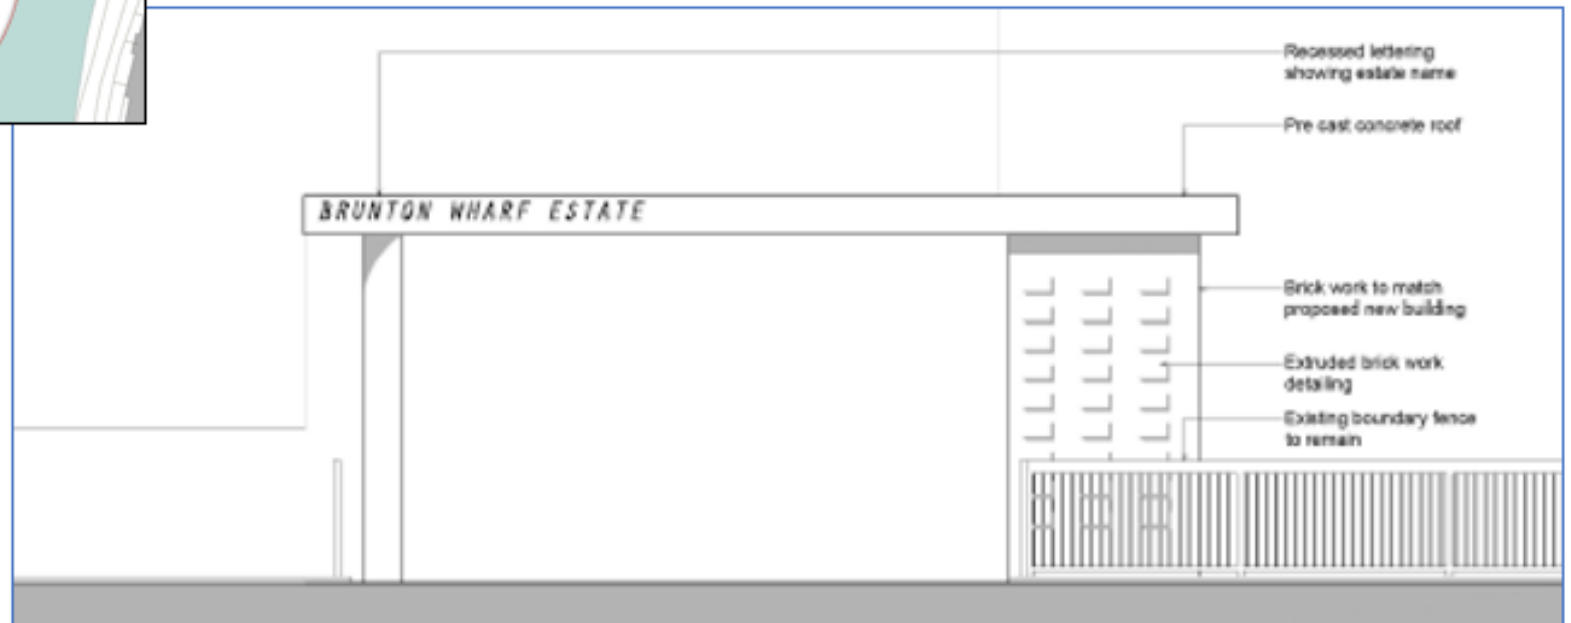 Recessed lettering
showing estate name
Pre cast concrete roof
BRUNTON WHARF ESTATE
Brick work to match
proposed new building
Extruded brick work
detailing
Existing boundary fence
to remain